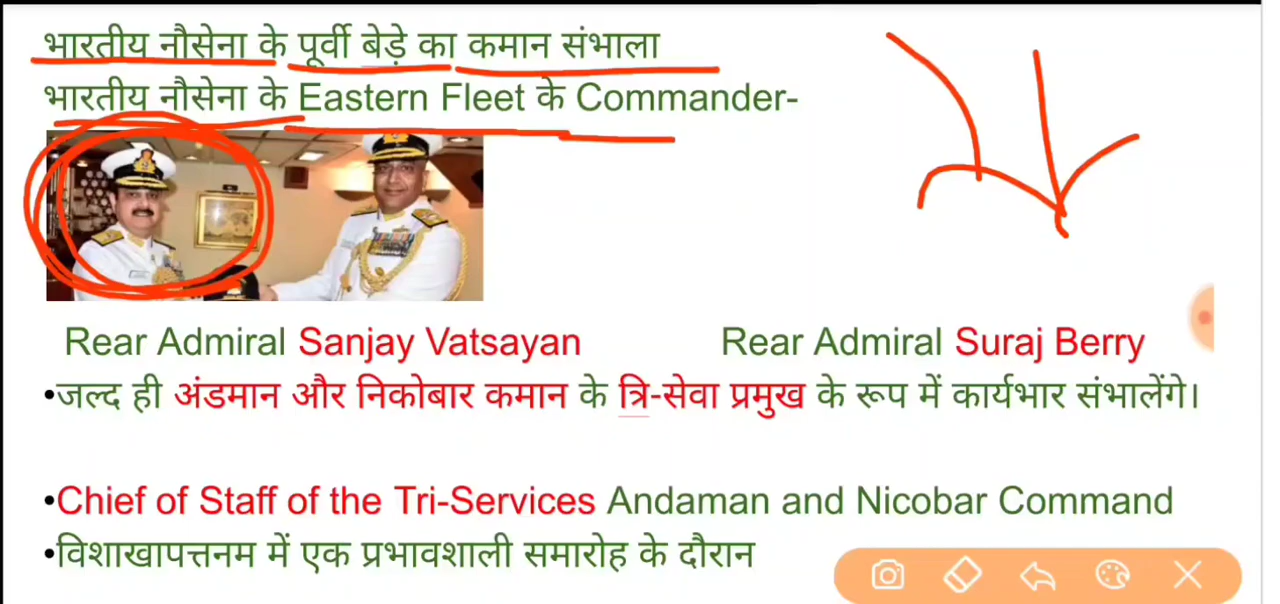 भारतीय नौसेना के पूर्वी बेड़े का कमान संभाला
भारतीय नौसेना के Eastern Fleet के Commander-
Rear Admiral Sanjay Vatsayan Rear Admiral Suraj Berry
•जल्द ही अंडमान और निकोबार कमान के त्रि-सेवा प्रमुख के रूप में कार्यभार संभालेंगे।
•Chief of Staff of the Tri-Services Andaman and Nicobar Command
•विशाखापत्तनम में एक प्रभावशाली समारोह के दौरान